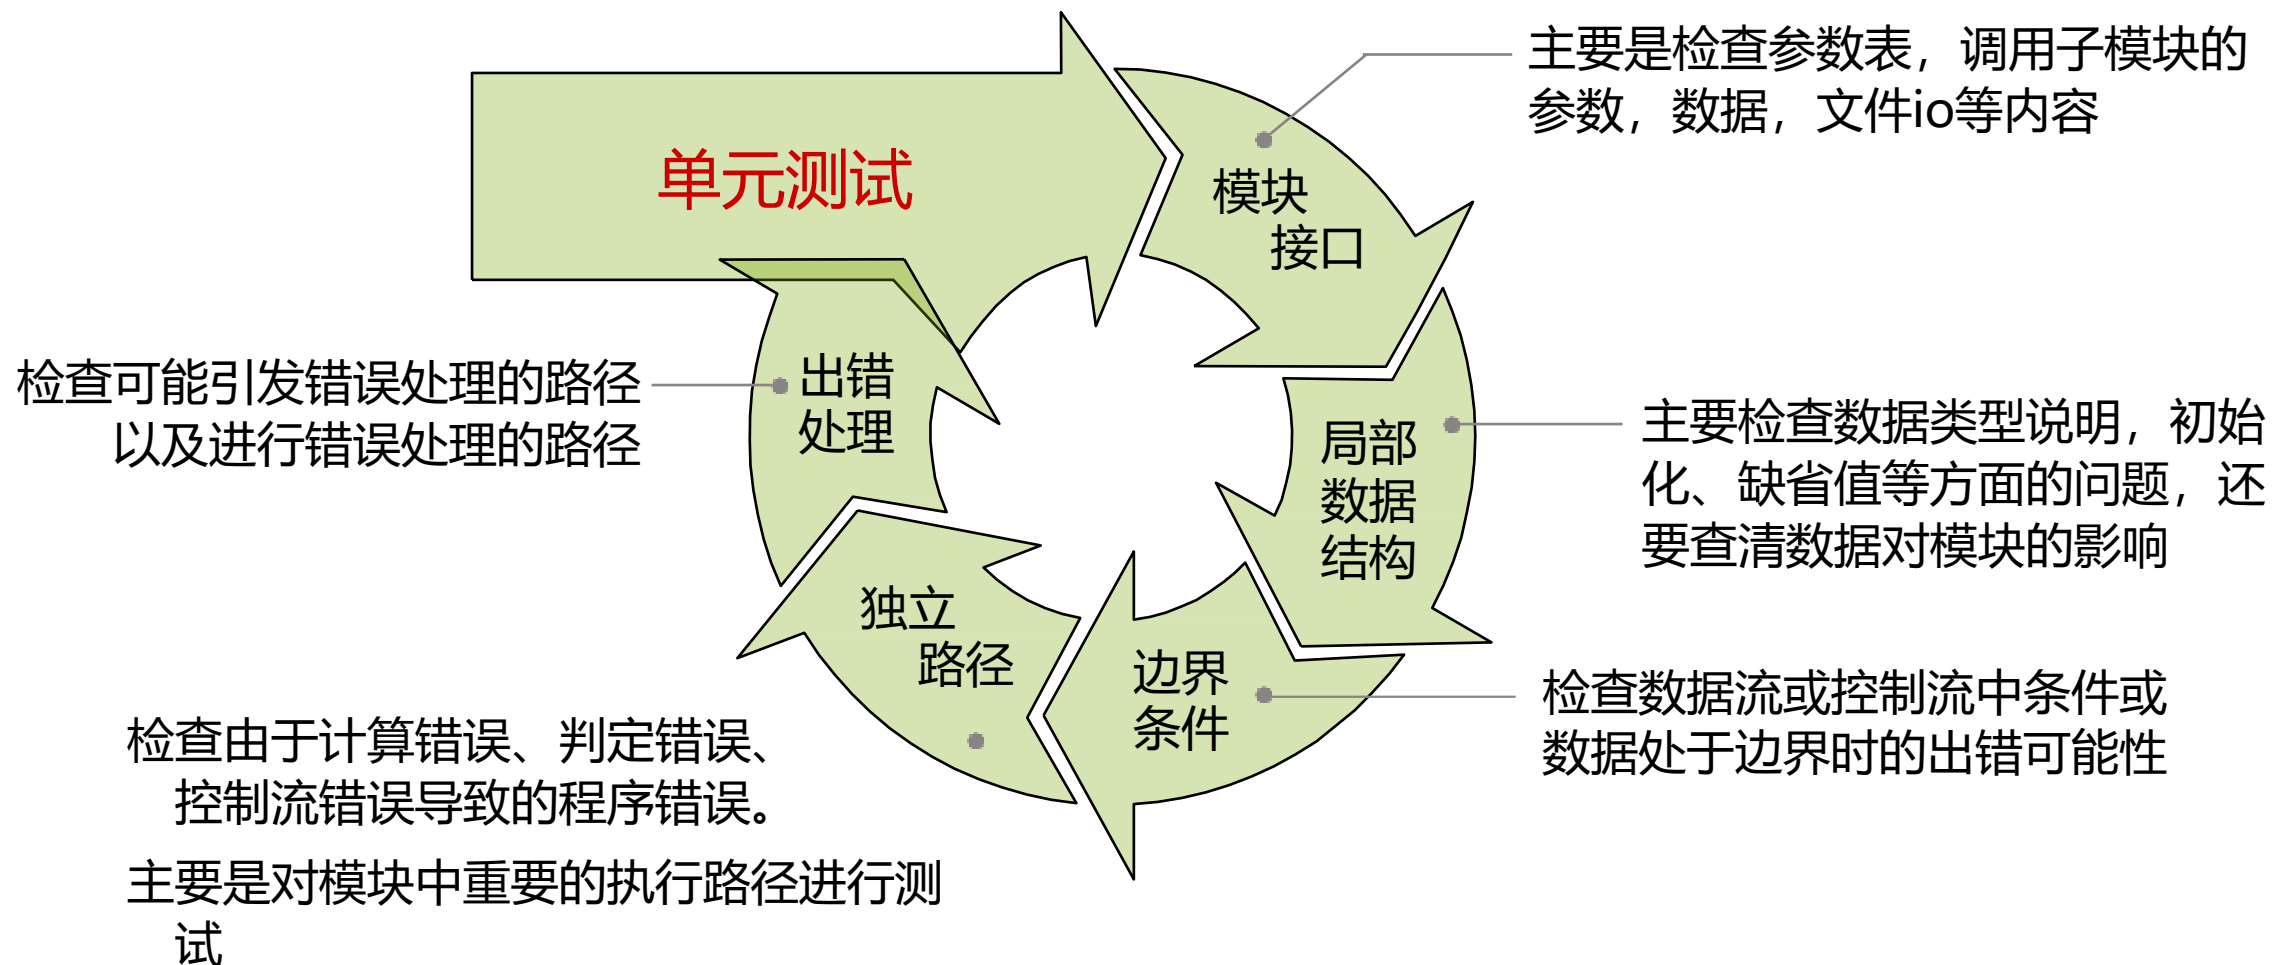 单元测试
模块
接口
主要是检查参数表，调用子模块的
参数，数据，文件io等内容
局部
数据
结构
主要检查数据类型说明，初始
化、缺省值等方面的问题，还
要查清数据对模块的影响
边界
条件
检查数据流或控制流中条件或
数据处于边界时的出错可能性
独立
路径
检查由于计算错误、判定错误、
控制流错误导致的程序错误。
主要是对模块中重要的执行路径进行测
试
出错
处理
检查可能引发错误处理的路径
以及进行错误处理的路径